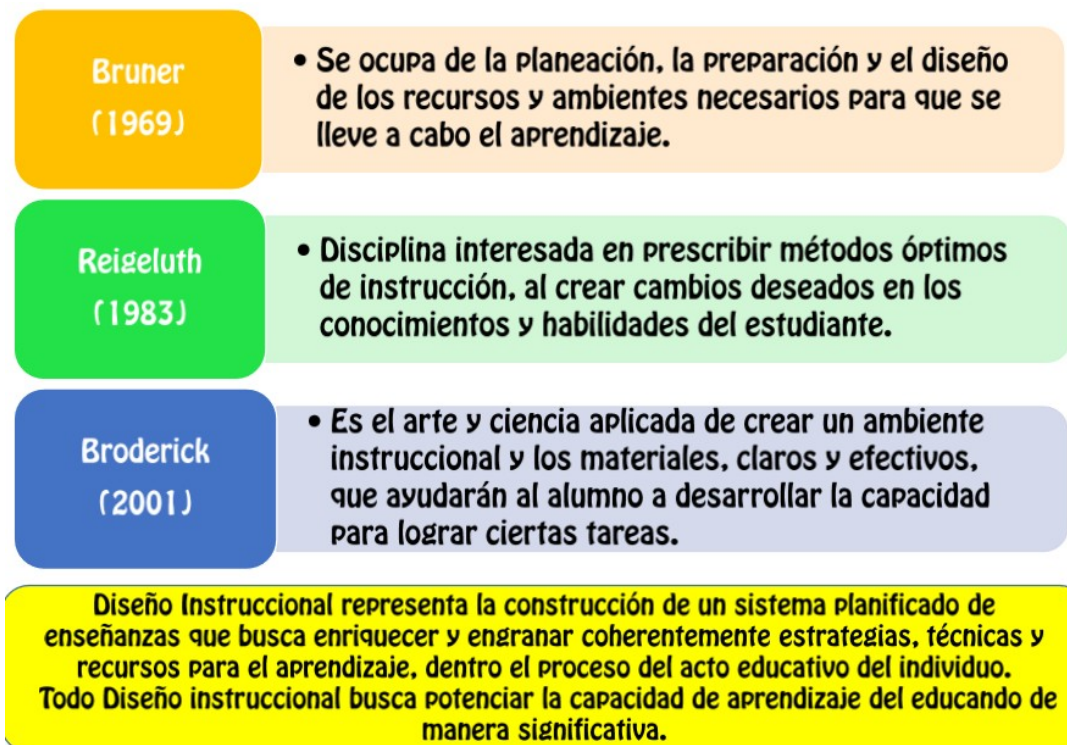 Bruner
(1969)
• Se ocupa de la planeación, la preparación y el diseño
de los recursos y ambientes necesarios para que se
lleve a cabo el aprendizaje.
Reigeluth
(1983)
• Disciplina interesada en prescribir métodos óptimos
de instrucción, al crear cambios deseados en los
conocimientos y habilidades del estudiante.
Broderick
(2001)
• Es el arte y ciencia aplicada de crear un ambiente
instruccional y los materiales, claros y efectivos,
que ayudarán al alumno a desarrollar la capacidad
para lograr ciertas tareas.
Diseño Instruccional representa la construcción de un sistema planificado de
enseñanzas que busca enriquecer y engranar coherentemente estrategias, técnicas y
recursos para el aprendizaje, dentro el proceso del acto educativo del individuo.
Todo Diseño instruccional busca potenciar la capacidad de aprendizaje del educando de
manera significativa.